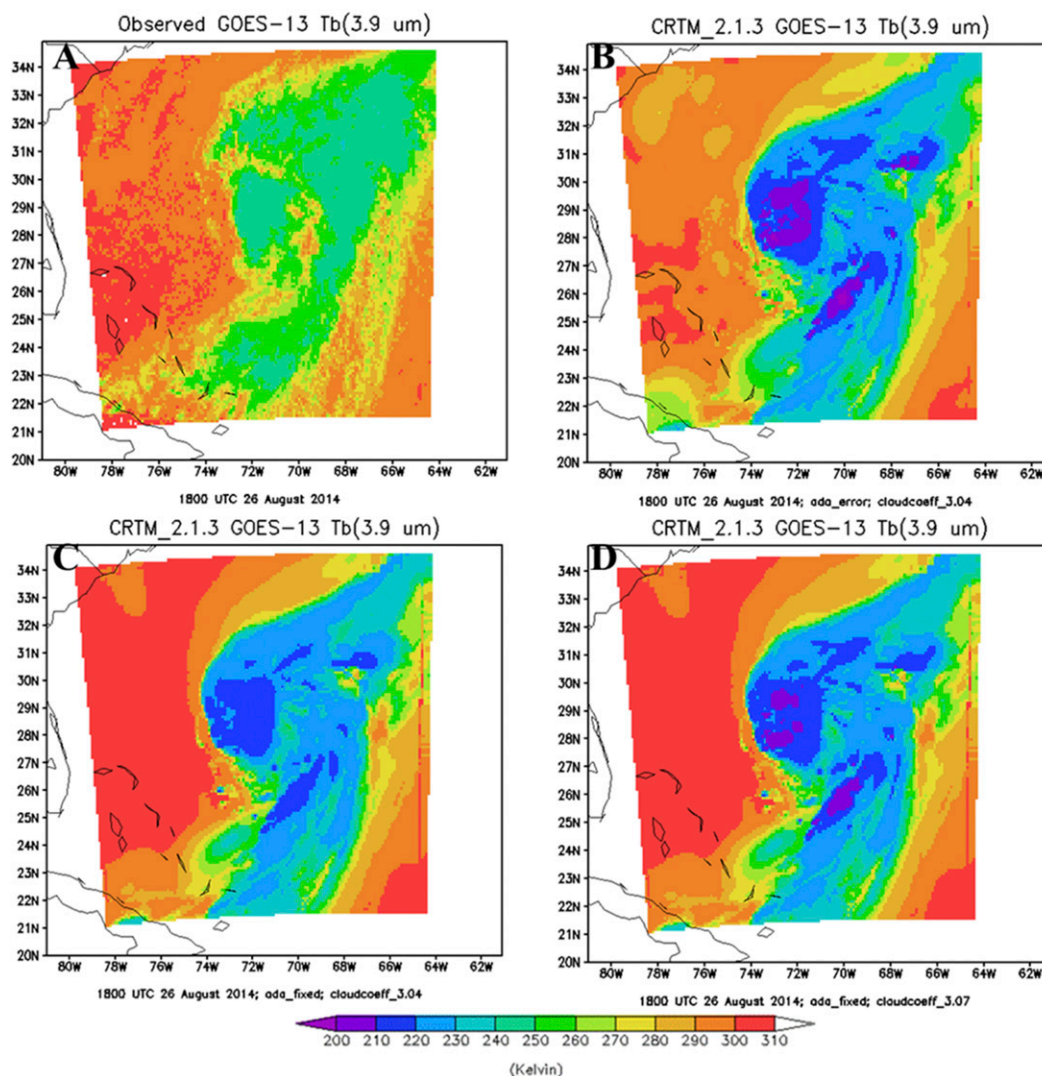 Observed GOES-13 Tb(3.9 um)
A
34N
33N
32N
31N
30N
29N
28N
27N
26N
25N
24N
23N
22N
21N
20N
80W 78W 76W 74W 72W 70W 68W 66W 64W 62W
1800 UTC 26 August 2014
CRTM_2.1.3 GOES-13 Tb(3.9 um)
B
34N
33N
32N
31N
30N
29N
28N
27N
26N
25N
24N
23N
22N
21N
20N
80W 78W 76W 74W 72W 70W 68W 66W 64W 62W
1800 UTC 26 August 2014; ada_error; cloudcoeff_3.04
CRTM_2.1.3 GOES-13 Tb(3.9 um)
C
34N
33N
32N
31N
30N
29N
28N
27N
26N
25N
24N
23N
22N
21N
20N
80W 78W 76W 74W 72W 70W 68W 66W 64W 62W
1800 UTC 26 August 2014; ada_fixed; cloudcoeff_3.04
CRTM_2.1.3 GOES-13 Tb(3.9 um)
D
34N
33N
32N
31N
30N
29N
28N
27N
26N
25N
24N
23N
22N
21N
20N
80W 78W 76W 74W 72W 70W 68W 66W 64W 62W
1800 UTC 26 August 2014; ada_fixed; cloudcoeff_3.07
200 210 220 230 240 250 260 270 280 290 300 310
(Kelvin)